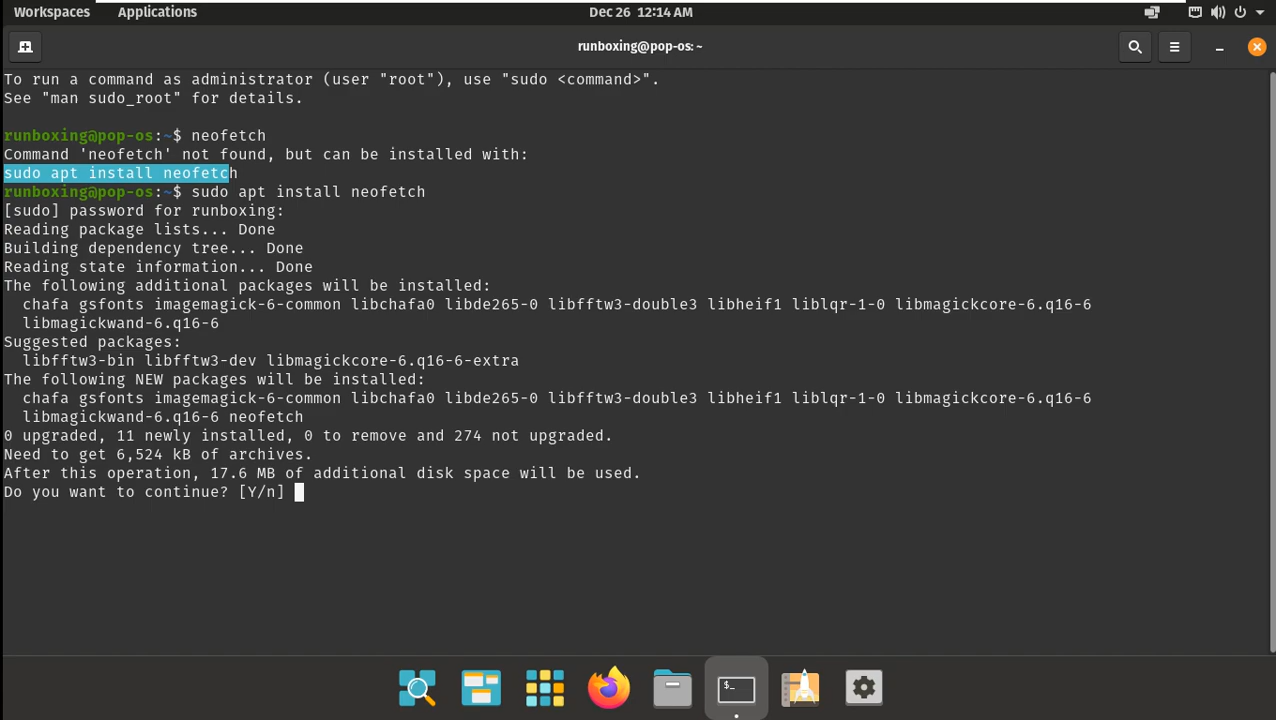 Workspaces Applications Dec 26 12:14 AM
runboxing@pop-os: ~
To run a command as administrator (user "root"), use "sudo <command>".
See "man sudo_root" for details.
runboxing@pop-os:~$ neofetch
Command 'neofetch' not found, but can be installed with:
sudo apt install neofetch
runboxing@pop-os:~$ sudo apt install neofetch
[sudo] password for runboxing:
Reading package lists... Done
Building dependency tree... Done
Reading state information... Done
The following additional packages will be installed:
chafa gsfonts imagemagick-6-common libchafa0 libde265-0 libfftw3-double3 libheif1 liblqr-1-0 libmagickcore-6.q16-6
libmagickwand-6.q16-6
Suggested packages:
libfftw3-bin libfftw3-dev libmagickcore-6.q16-6-extra
The following NEW packages will be installed:
chafa gsfonts imagemagick-6-common libchafa0 libde265-0 libfftw3-double3 libheif1 liblqr-1-0 libmagickcore-6.q16-6
libmagickwand-6.q16-6 neofetch
0 upgraded, 11 newly installed, 0 to remove and 274 not upgraded.
Need to get 6,524 kB of archives.
After this operation, 17.6 MB of additional disk space will be used.
Do you want to continue? [Y/n]
$_